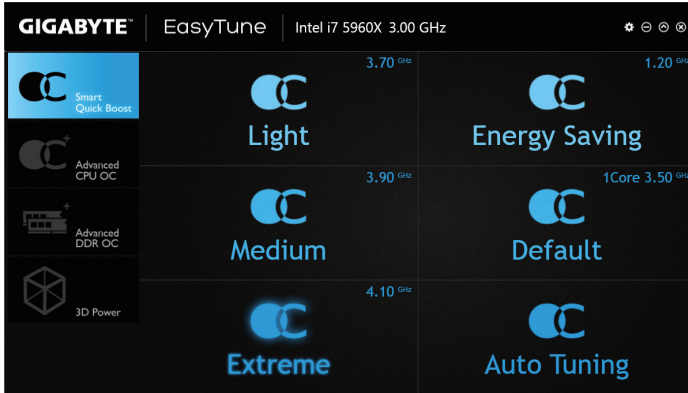 GIGABYTE™ EasyTune Intel i7 5960X 3.00 GHz
Smart
Quick Boost
Advanced
CPU OC
Advanced
DDR OC
3D Power
3.70 GHz
Light
1.20 GHz
Energy Saving
3.90 GHz
Medium
1Core 3.50 GHz
Default
4.10 GHz
Extreme
Auto Tuning